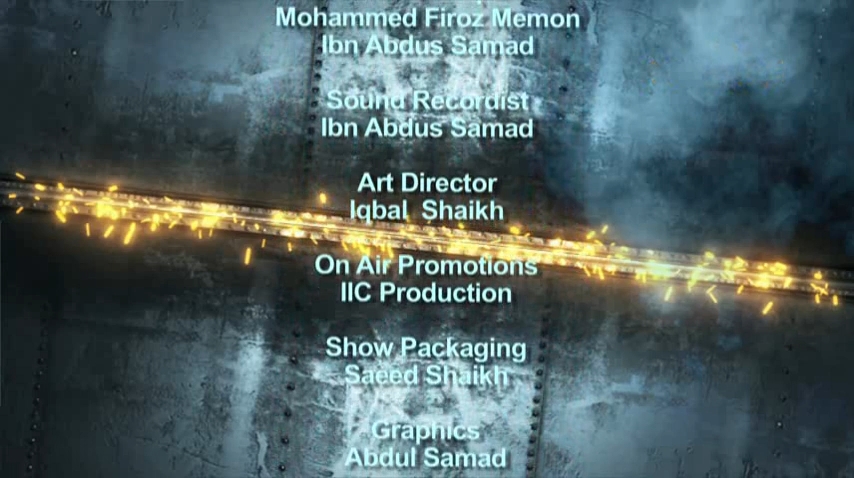 Mohammed Firoz Memon
Ibn Abdus Samad
Sound Recordist
Ibn Abdus Samad
Art Director
Iqbal Shaikh
On Air Promotions
IIC Production
Show Packaging
Saeed Shaikh
Graphics
Abdul Samad